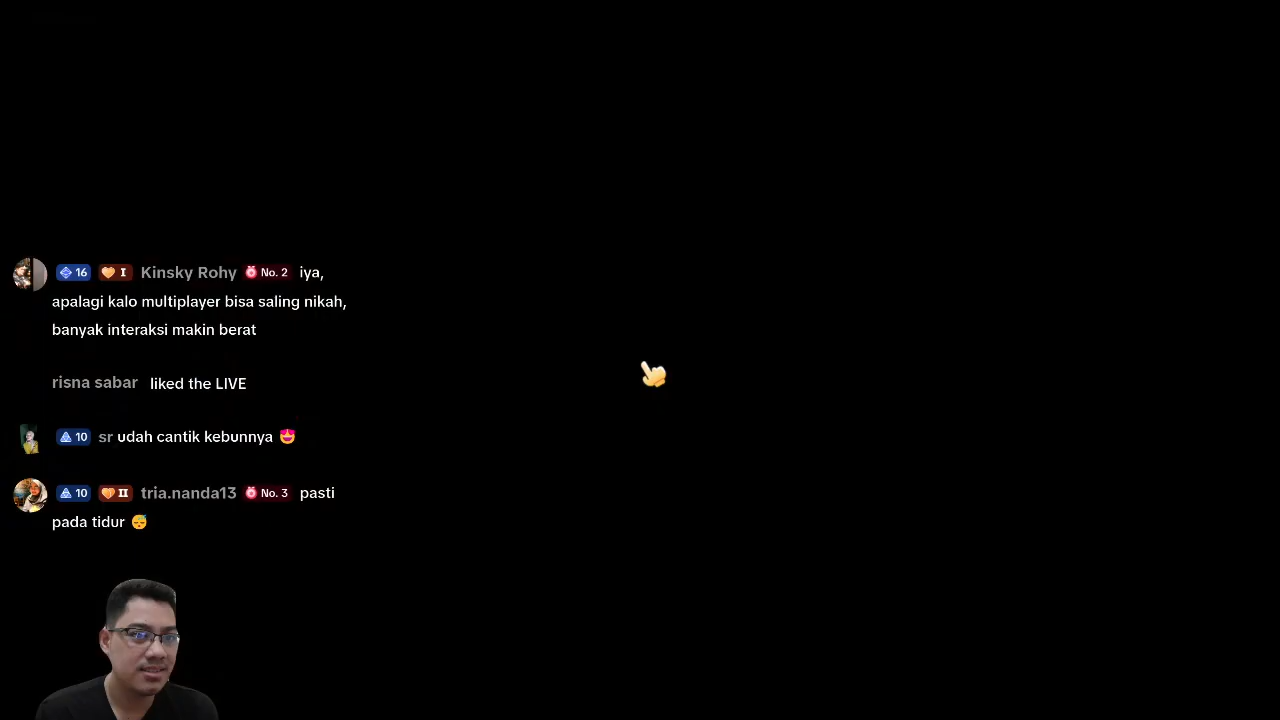 16 I Kinsky Rohy No. 2 iya,
apalagi kalo multiplayer bisa saling nikah,
banyak interaksi makin berat
risna sabar liked the LIVE
10 sr udah cantik kebunnya 😍
10 II tria.nanda13 No. 3 pasti
pada tidur 😴